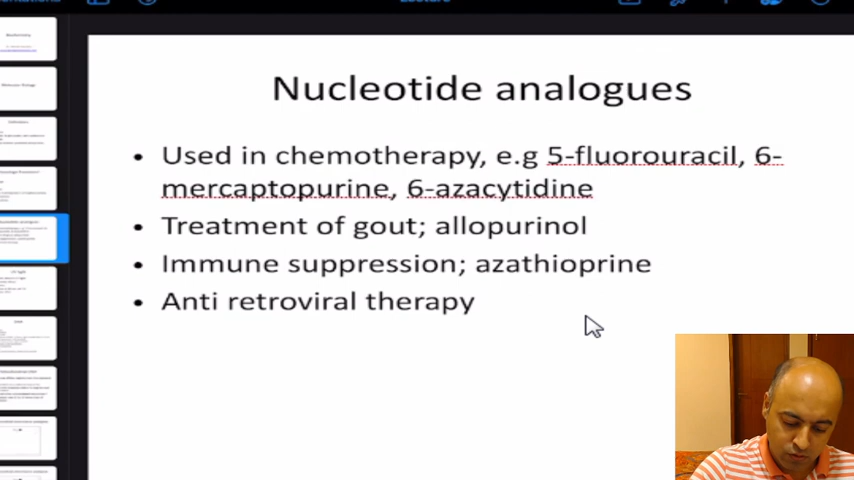 Lecture
Nucleotide analogues
• Used in chemotherapy, e.g 5-fluorouracil, 6-
mercaptopurine, 6-azacytidine
• Treatment of gout; allopurinol
• Immune suppression; azathioprine
• Anti retroviral therapy